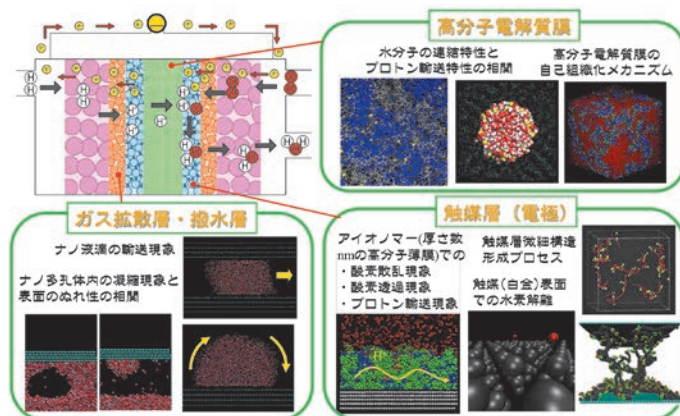 高分子電解質膜
水分子の連結特性と
プロトン輸送特性の相関
高分子電解質膜の
自己組織化メカニズム
ガス拡散層・撥水層
ナノ液滴の輸送現象
ナノ多孔体内の凝縮現象と
表面のぬれ性の相関
触媒層（電極）
アイオノマー(厚さ数
nmの高分子薄膜)での
・酸素散乱現象
・酸素透過現象
・プロトン輸送現象
触媒層微細構造
形成プロセス
触媒(白金)表面
での水素解離